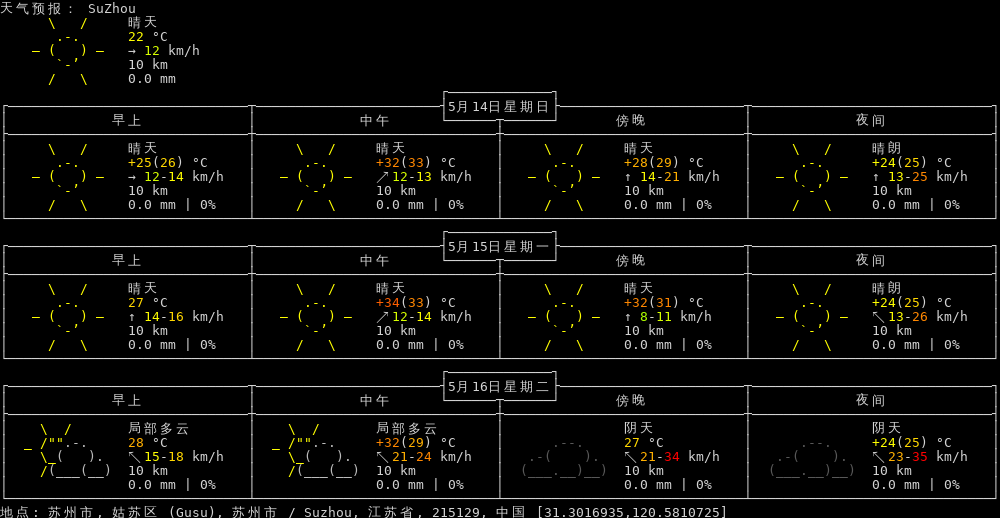 天气预报: SuZhou
晴天
22 °C
→ 12 km/h
10 km
0.0 mm
5月14日星期日
早上 中午 傍晚 夜间
晴天 晴天 晴天 晴朗
+25(26) °C +32(33) °C +28(29) °C +24(25) °C
→ 12-14 km/h ↗ 12-13 km/h ↑ 14-21 km/h ↑ 13-25 km/h
10 km 10 km 10 km 10 km
0.0 mm | 0% 0.0 mm | 0% 0.0 mm | 0% 0.0 mm | 0%
5月15日星期一
早上 中午 傍晚 夜间
晴天 晴天 晴天 晴朗
27 °C +34(33) °C +32(31) °C +24(25) °C
↑ 14-16 km/h ↗ 12-14 km/h ↑ 8-11 km/h ↖ 13-26 km/h
10 km 10 km 10 km 10 km
0.0 mm | 0% 0.0 mm | 0% 0.0 mm | 0% 0.0 mm | 0%
5月16日星期二
早上 中午 傍晚 夜间
局部多云 局部多云 阴天 阴天
28 °C +32(29) °C 27 °C +24(25) °C
↖ 15-18 km/h ↖ 21-24 km/h ↖ 21-34 km/h ↖ 23-35 km/h
10 km 10 km 10 km 10 km
0.0 mm | 0% 0.0 mm | 0% 0.0 mm | 0% 0.0 mm | 0%
地点: 苏州市, 姑苏区 (Gusu), 苏州市 / Suzhou, 江苏省, 215129, 中国 [31.3016935,120.5810725]